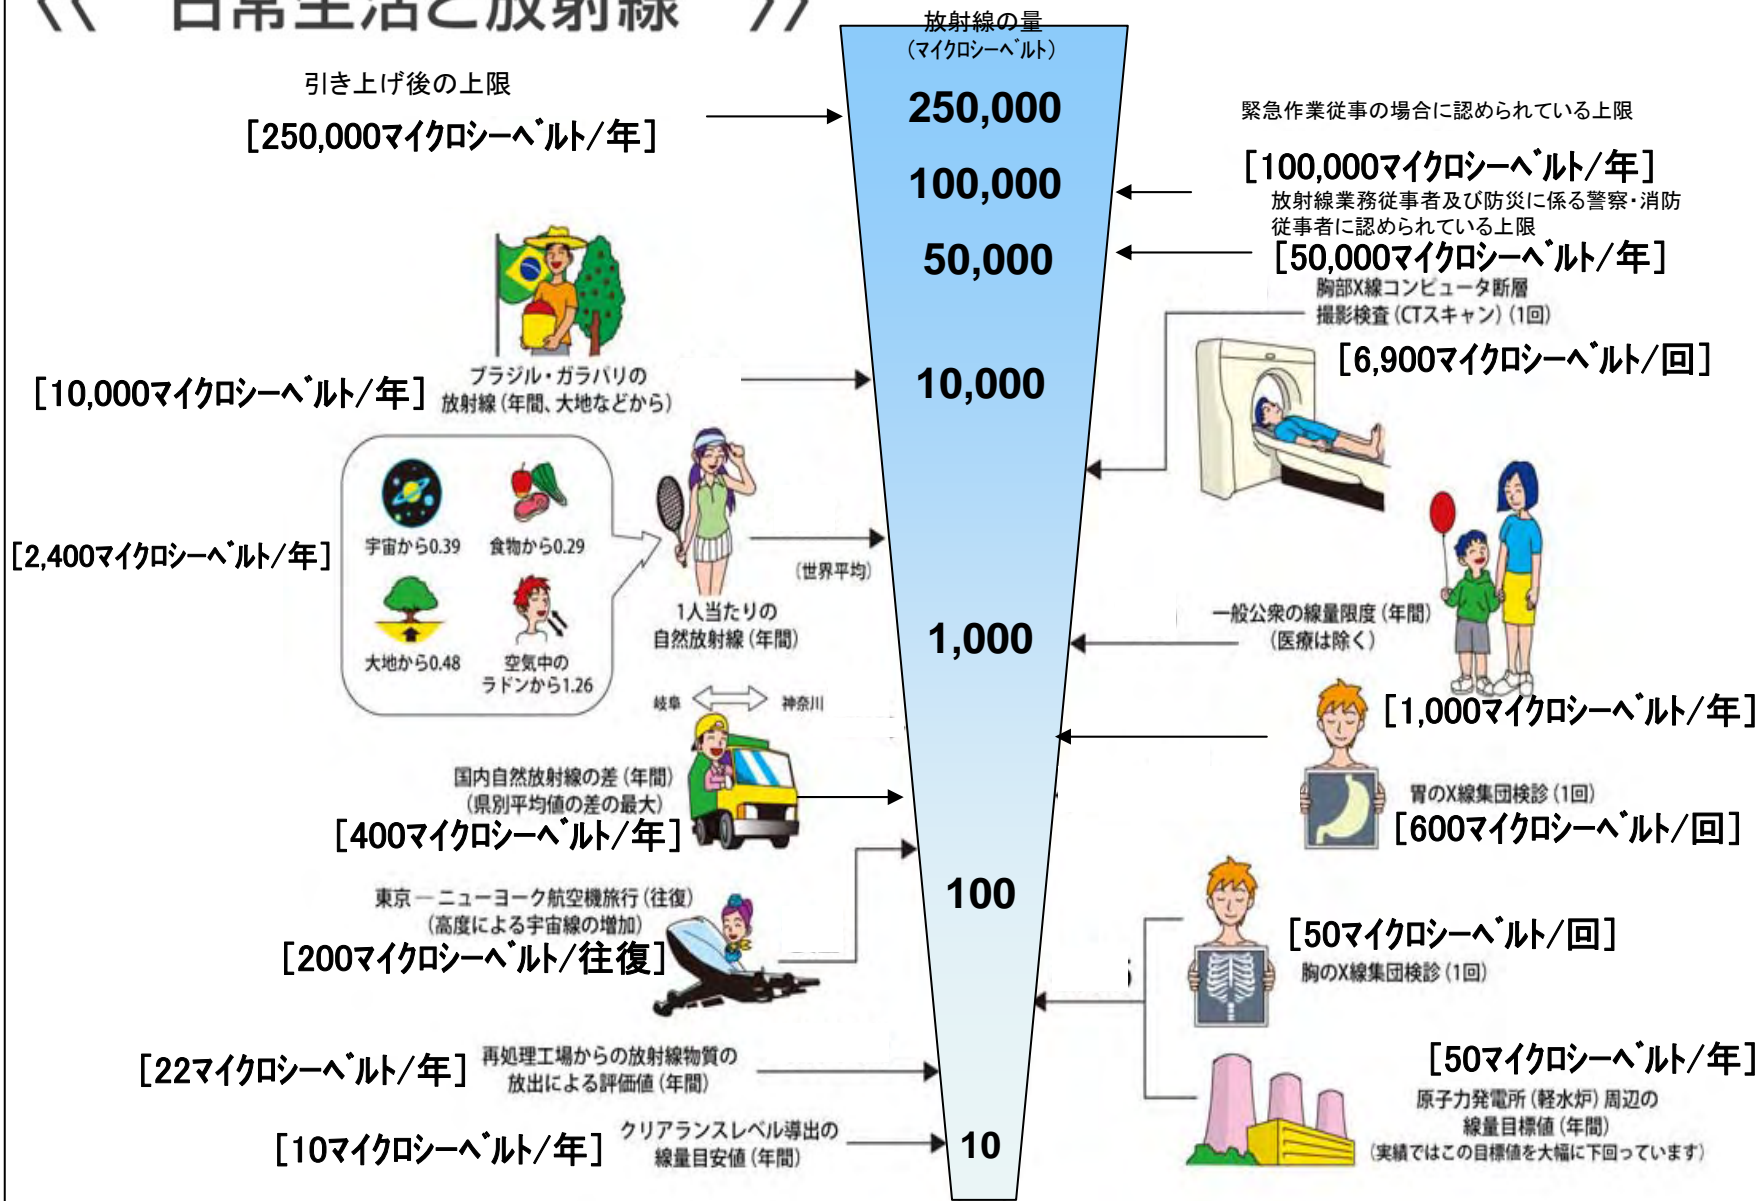 《 日常生活と放射線 》
放射線の量
(マイクロシーベルト)
引き上げ後の上限
[250,000マイクロシーベルト/年]
250,000
緊急作業従事の場合に認められている上限
[100,000マイクロシーベルト/年]
100,000
放射線業務従事者及び防災に係る警察・消防
従事者に認められている上限
[50,000マイクロシーベルト/年]
50,000
胸部X線コンピュータ断層
撮影検査(CTスキャン)(1回)
[6,900マイクロシーベルト/回]
ブラジル・ガラパリの
放射線(年間、大地などから)
[10,000マイクロシーベルト/年]
10,000
宇宙から0.39
食物から0.29
大地から0.48
空気中の
ラドンから1.26
[2,400マイクロシーベルト/年]
(世界平均)
1人当たりの
自然放射線(年間)
1,000
一般公衆の線量限度(年間)
(医療は除く)
[1,000マイクロシーベルト/年]
岐阜
神奈川
国内自然放射線の差(年間)
(県別平均値の差の最大)
[400マイクロシーベルト/年]
胃のX線集団検診(1回)
[600マイクロシーベルト/回]
東京—ニューヨーク航空機旅行(往復)
(高度による宇宙線の増加)
[200マイクロシーベルト/往復]
100
[50マイクロシーベルト/回]
胸のX線集団検診(1回)
[22マイクロシーベルト/年]
再処理工場からの放射線物質の
放出による評価値(年間)
[50マイクロシーベルト/年]
原子力発電所(軽水炉)周辺の
線量目標値(年間)
(実績ではこの目標値を大幅に下回っています)
[10マイクロシーベルト/年]
クリアランスレベル導出の
線量目安値(年間)
10